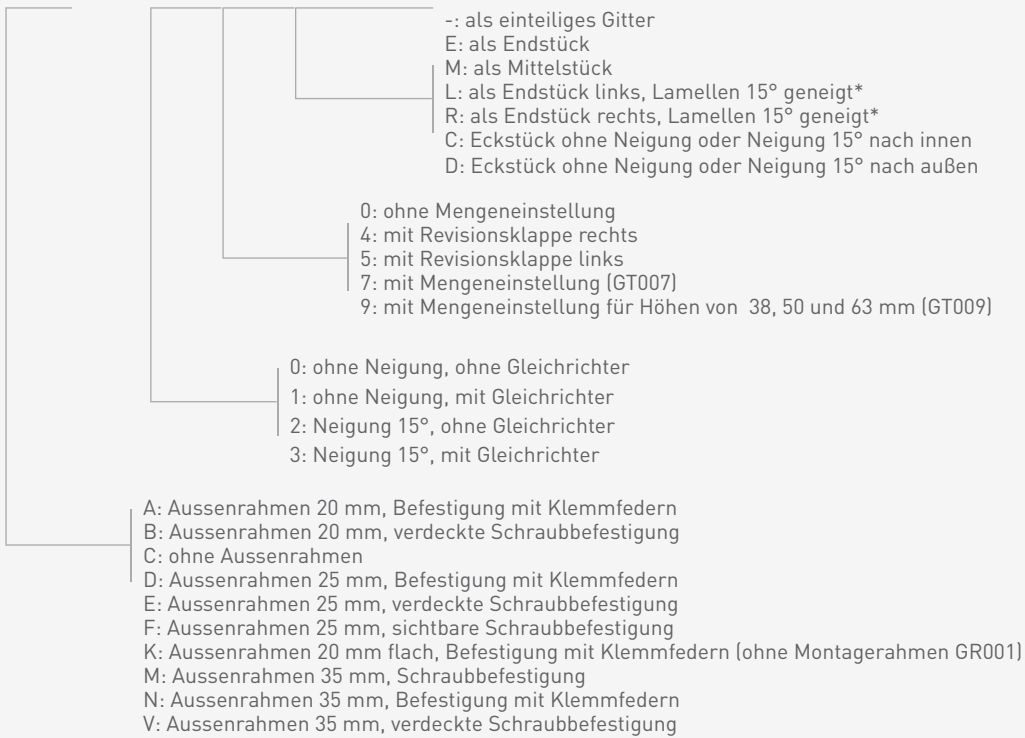 -: als einteiliges Gitter
E: als Endstück
M: als Mittelstück
L: als Endstück links, Lamellen 15° geneigt*
R: als Endstück rechts, Lamellen 15° geneigt*
C: Eckstück ohne Neigung oder Neigung 15° nach innen
D: Eckstück ohne Neigung oder Neigung 15° nach außen
0: ohne Mengeneinstellung
4: mit Revisionsklappe rechts
5: mit Revisionsklappe links
7: mit Mengeneinstellung (GT007)
9: mit Mengeneinstellung für Höhen von 38, 50 und 63 mm (GT009)
0: ohne Neigung, ohne Gleichrichter
1: ohne Neigung, mit Gleichrichter
2: Neigung 15°, ohne Gleichrichter
3: Neigung 15°, mit Gleichrichter
A: Aussenrahmen 20 mm, Befestigung mit Klemmfedern
B: Aussenrahmen 20 mm, verdeckte Schraubbefestigung
C: ohne Aussenrahmen
D: Aussenrahmen 25 mm, Befestigung mit Klemmfedern
E: Aussenrahmen 25 mm, verdeckte Schraubbefestigung
F: Aussenrahmen 25 mm, sichtbare Schraubbefestigung
K: Aussenrahmen 20 mm flach, Befestigung mit Klemmfedern (ohne Montagerahmen GR001)
M: Aussenrahmen 35 mm, Schraubbefestigung
N: Aussenrahmen 35 mm, Befestigung mit Klemmfedern
V: Aussenrahmen 35 mm, verdeckte Schraubbefestigung